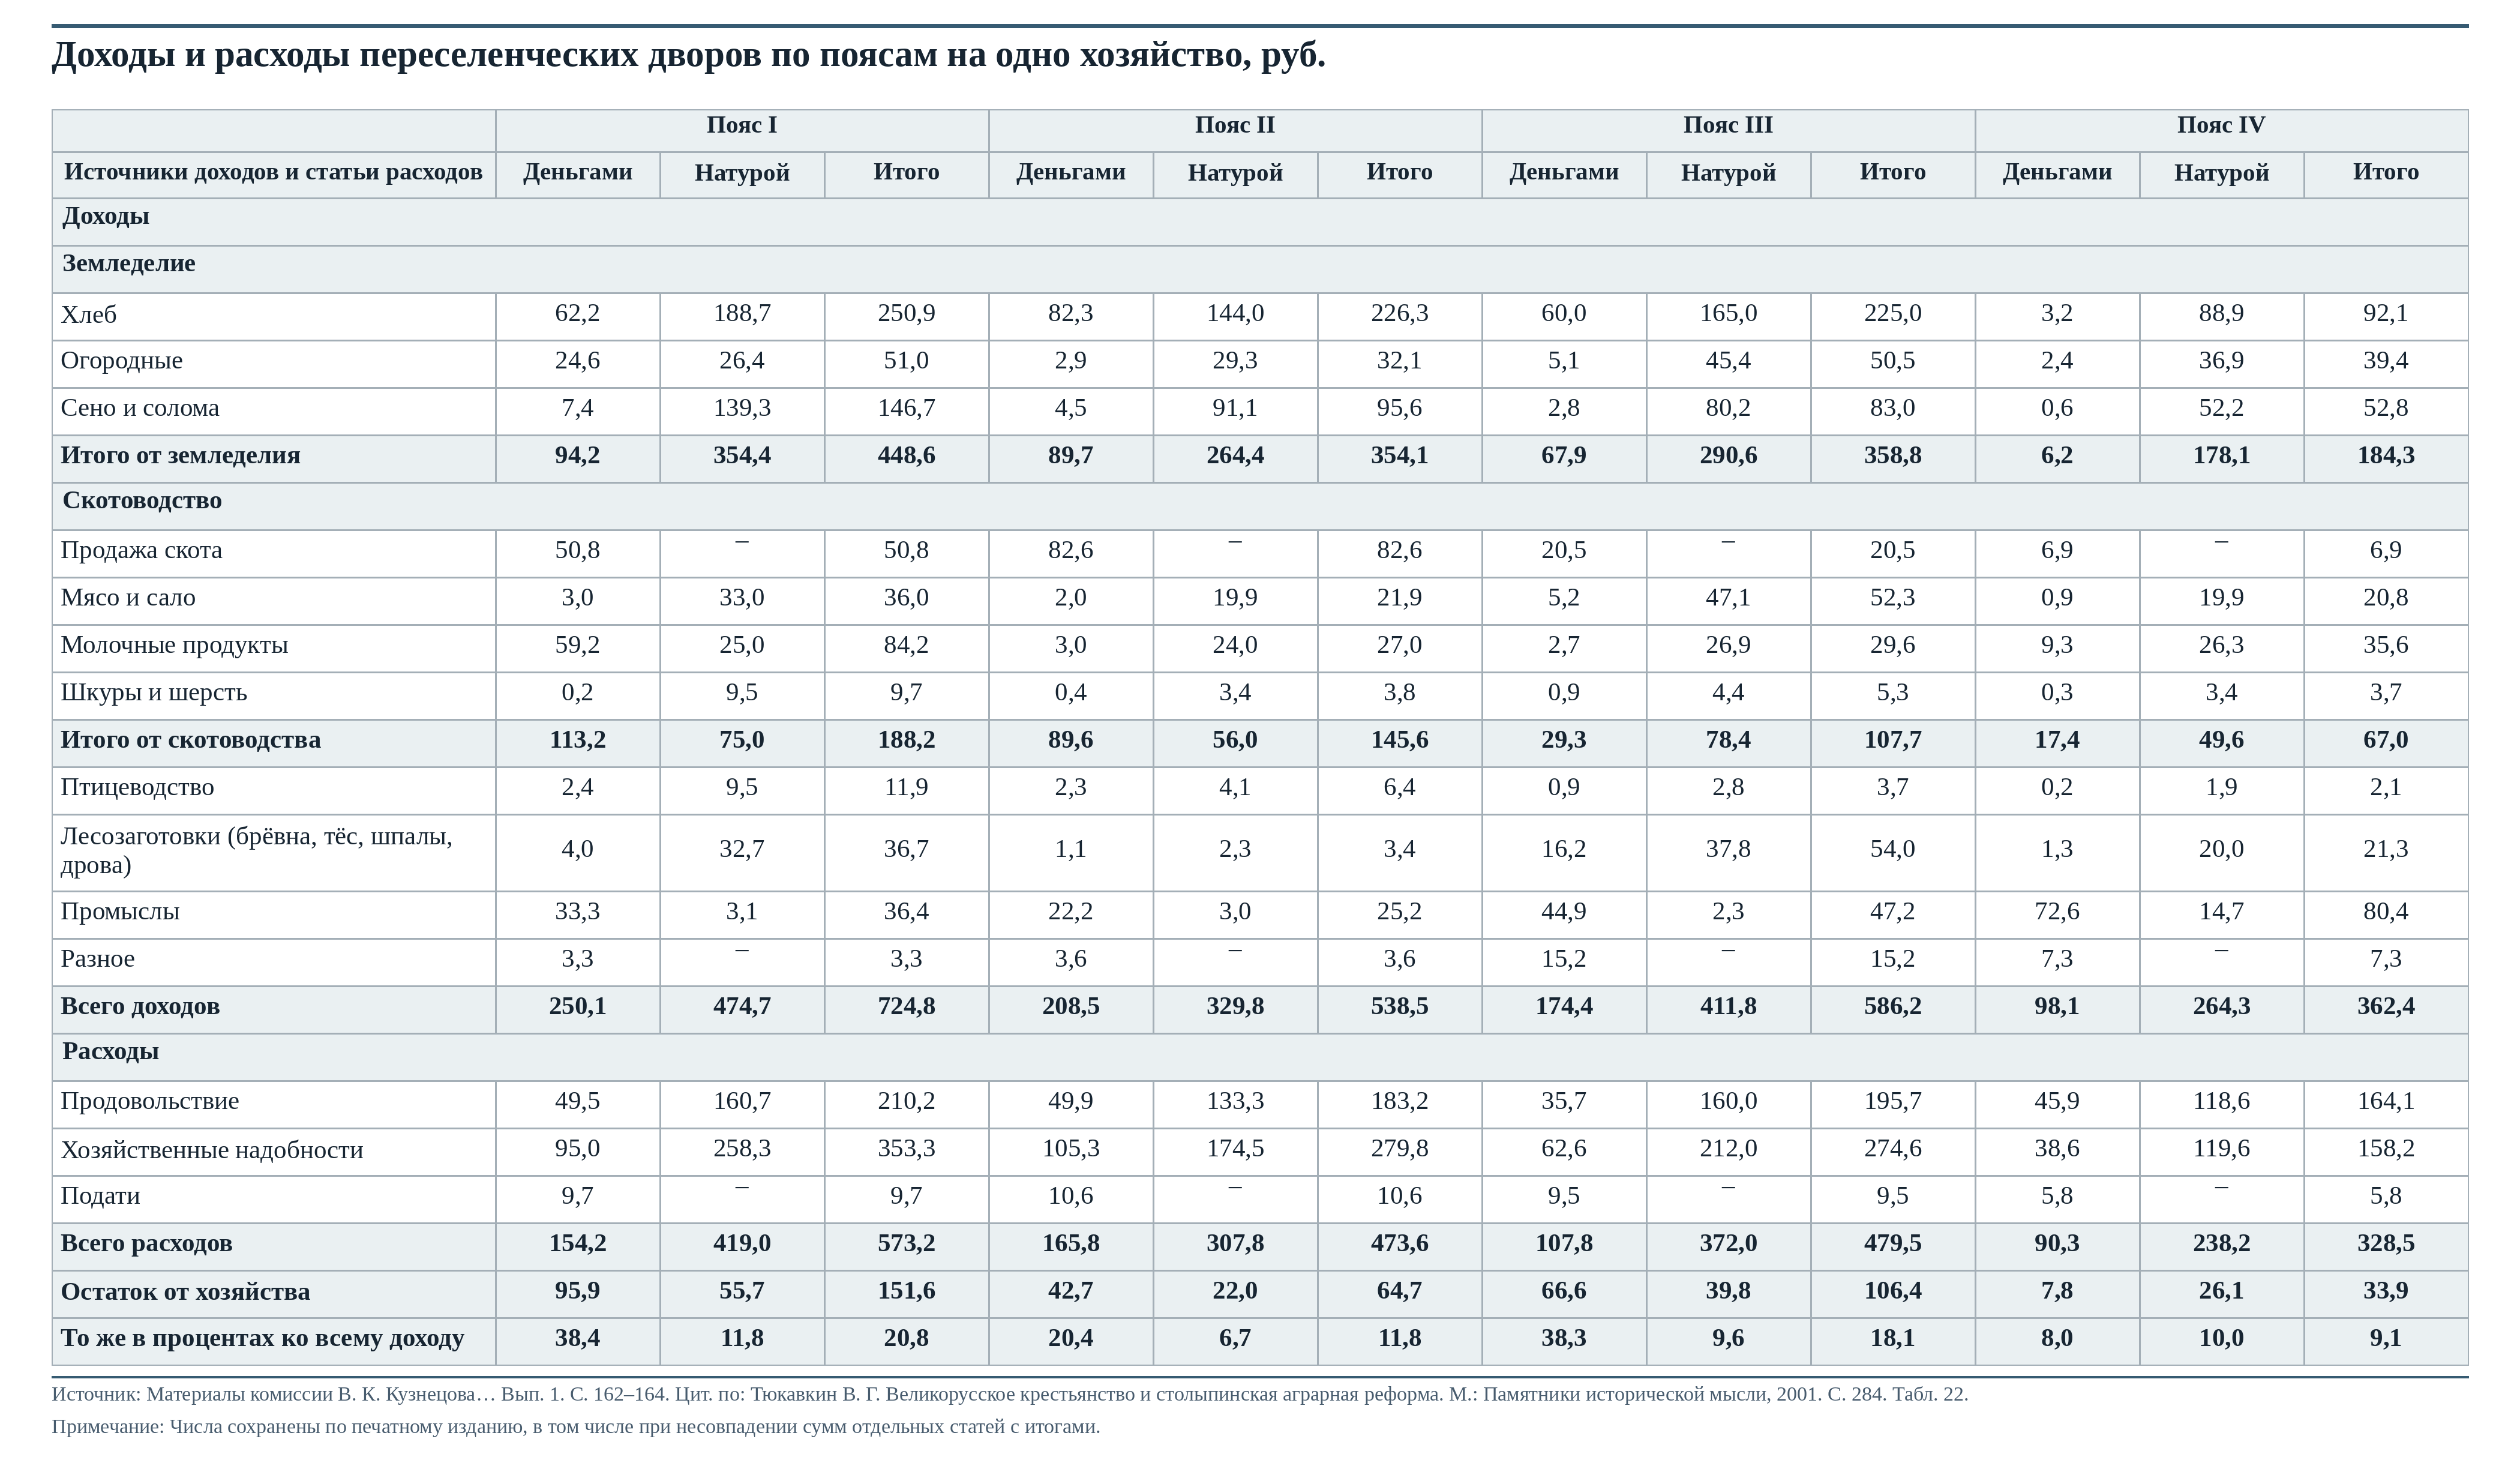 Доходы и расходы переселенческих дворов по поясам на одно хозяйство, руб.
Пояс I Пояс II Пояс III Пояс IV
Источники доходов и статьи расходов Деньгами Натурой Итого Деньгами Натурой Итого Деньгами Натурой Итого Деньгами Натурой Итого
Доходы
Земледелие
Хлеб 62,2 188,7 250,9 82,3 144,0 226,3 60,0 165,0 225,0 3,2 88,9 92,1
Огородные 24,6 26,4 51,0 2,9 29,3 32,1 5,1 45,4 50,5 2,4 36,9 39,4
Сено и солома 7,4 139,3 146,7 4,5 91,1 95,6 2,8 80,2 83,0 0,6 52,2 52,8
Итого от земледелия 94,2 354,4 448,6 89,7 264,4 354,1 67,9 290,6 358,8 6,2 178,1 184,3
Скотоводство
Продажа скота 50,8 – 50,8 82,6 – 82,6 20,5 – 20,5 6,9 – 6,9
Мясо и сало 3,0 33,0 36,0 2,0 19,9 21,9 5,2 47,1 52,3 0,9 19,9 20,8
Молочные продукты 59,2 25,0 84,2 3,0 24,0 27,0 2,7 26,9 29,6 9,3 26,3 35,6
Шкуры и шерсть 0,2 9,5 9,7 0,4 3,4 3,8 0,9 4,4 5,3 0,3 3,4 3,7
Итого от скотоводства 113,2 75,0 188,2 89,6 56,0 145,6 29,3 78,4 107,7 17,4 49,6 67,0
Птицеводство 2,4 9,5 11,9 2,3 4,1 6,4 0,9 2,8 3,7 0,2 1,9 2,1
Лесозаготовки (брёвна, тёс, шпалы,
дрова) 4,0 32,7 36,7 1,1 2,3 3,4 16,2 37,8 54,0 1,3 20,0 21,3
Промыслы 33,3 3,1 36,4 22,2 3,0 25,2 44,9 2,3 47,2 72,6 14,7 80,4
Разное 3,3 – 3,3 3,6 – 3,6 15,2 – 15,2 7,3 – 7,3
Всего доходов 250,1 474,7 724,8 208,5 329,8 538,5 174,4 411,8 586,2 98,1 264,3 362,4
Расходы
Продовольствие 49,5 160,7 210,2 49,9 133,3 183,2 35,7 160,0 195,7 45,9 118,6 164,1
Хозяйственные надобности 95,0 258,3 353,3 105,3 174,5 279,8 62,6 212,0 274,6 38,6 119,6 158,2
Подати 9,7 – 9,7 10,6 – 10,6 9,5 – 9,5 5,8 – 5,8
Всего расходов 154,2 419,0 573,2 165,8 307,8 473,6 107,8 372,0 479,5 90,3 238,2 328,5
Остаток от хозяйства 95,9 55,7 151,6 42,7 22,0 64,7 66,6 39,8 106,4 7,8 26,1 33,9
То же в процентах ко всему доходу 38,4 11,8 20,8 20,4 6,7 11,8 38,3 9,6 18,1 8,0 10,0 9,1
Источник: Материалы комиссии В. К. Кузнецова… Вып. 1. С. 162–164. Цит. по: Тюкавкин В. Г. Великорусское крестьянство и столыпинская аграрная реформа. М.: Памятники исторической мысли, 2001. С. 284. Табл. 22.
Примечание: Числа сохранены по печатному изданию, в том числе при несовпадении сумм отдельных статей с итогами.